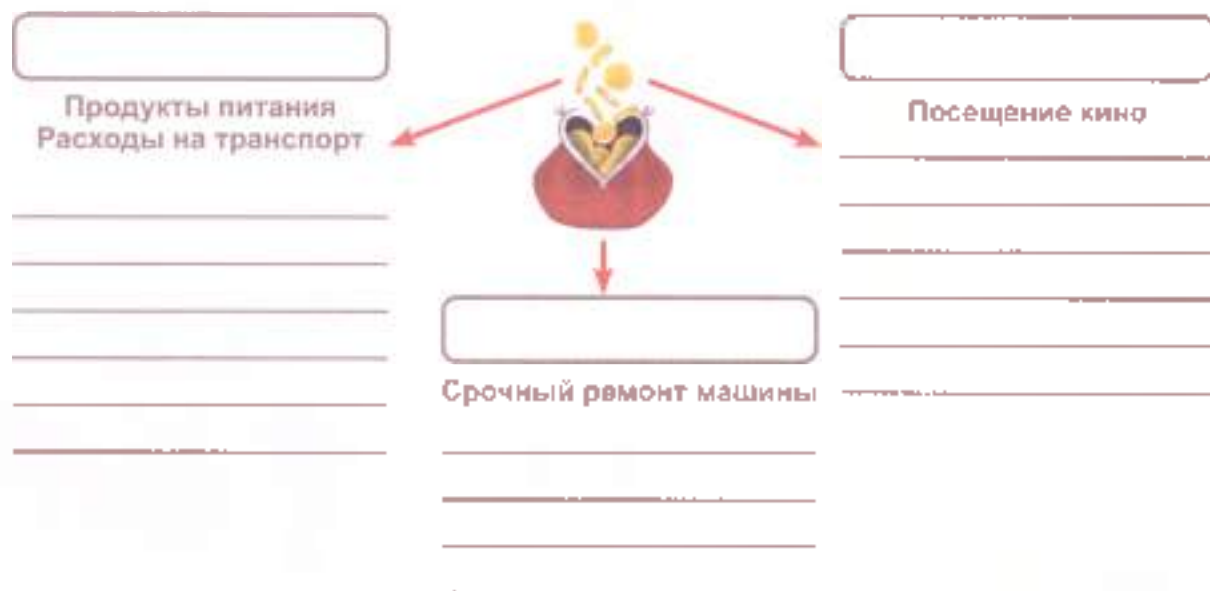 Продукты питания
Расходы на транспорт
Посещение кино
Срочный ремонт машины